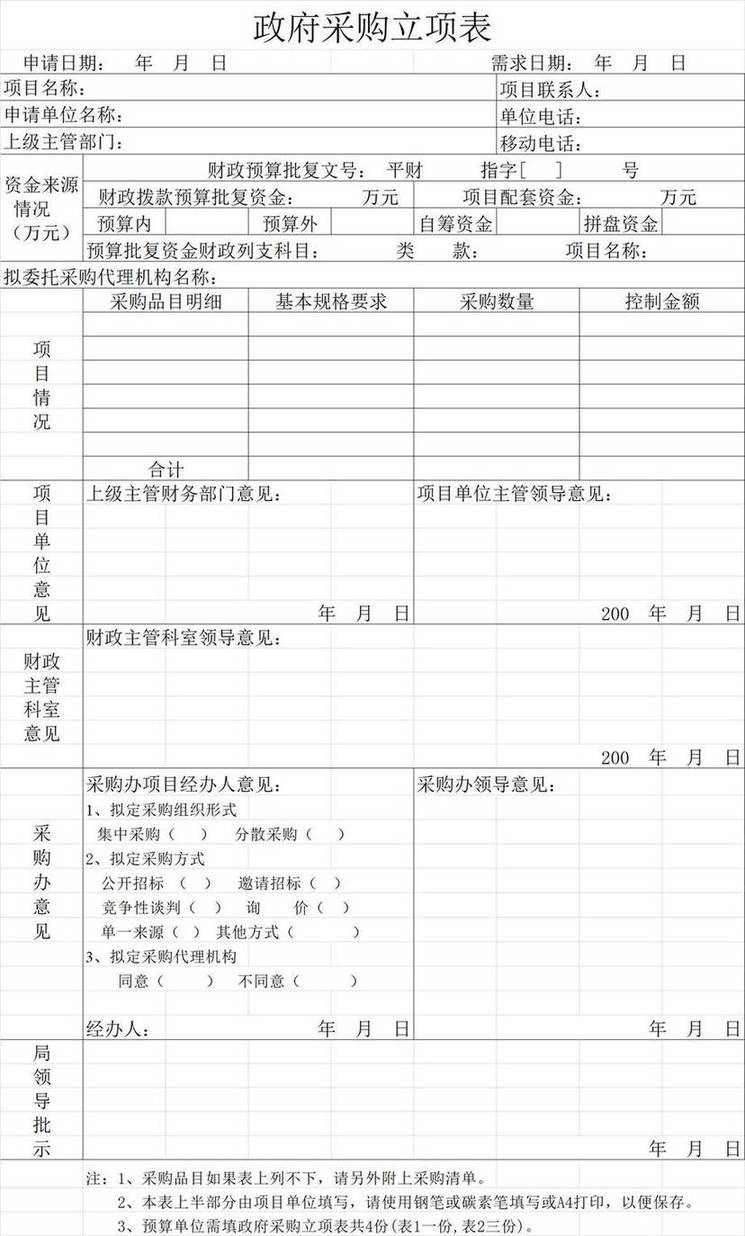 政府采购立项表
申请日期： 年 月 日 需求日期： 年 月 日
项目名称： 项目联系人：
申请单位名称： 单位电话：
上级主管部门： 移动电话：
资金来源情况（万元）
财政预算批复文号： 平财 指字[ ] 号
财政拨款预算批复资金： 万元 项目配套资金： 万元
预算内 预算外 自筹资金 拼盘资金
预算批复资金财政列支科目： 类 款： 项目名称：
拟委托采购代理机构名称：
项目情况
采购品目明细 基本规格要求 采购数量 控制金额
合计
项目单位意见
上级主管财务部门意见： 项目单位主管领导意见：
年 月 日 200 年 月 日
财政主管科室意见
财政主管科室领导意见：
200 年 月 日
采购办意见
采购办项目经办人意见： 采购办领导意见：
1、拟定采购组织形式
集中采购（ ） 分散采购（ ）
2、拟定采购方式
公开招标 （ ） 邀请招标（ ）
竞争性谈判（ ） 询 价（ ）
单一来源（ ） 其他方式（ ）
3、拟定采购代理机构
同意（ ） 不同意（ ）
经办人： 年 月 日 年 月 日
局领导批示
年 月 日
注：1、采购品目如果表上列不下，请另外附上采购清单。
2、本表上半部分由项目单位填写，请使用钢笔或碳素笔填写或A4打印，以便保存。
3、预算单位需填政府采购立项表共4份(表1一份,表2三份)。